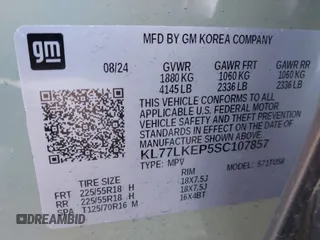 gm
MFD BY GM KOREA COMPANY
08/24 GVWR GAWR FRT GAWR RR
1880 KG 1060 KG 1060 KG
4145 LB 2336 LB 2336 LB
THIS VEHICLE CONFORMS TO ALL
APPLICABLE U.S. FEDERAL MOTOR
VEHICLE SAFETY, BUMPER, AND
THEFT PREVENTION STANDARDS IN EFFECT
ON THE DATE OF MANUFACTURE SHOWN ABOVE.
KL77LKEP5SC107857
TYPE: MPV
TIRE SIZE RIM
FRT 225/55R18 H 18X7.5J
RR 225/55R18 H 18X7.5J
SPA T125/70R16 M 16X4BT
DREAMBID